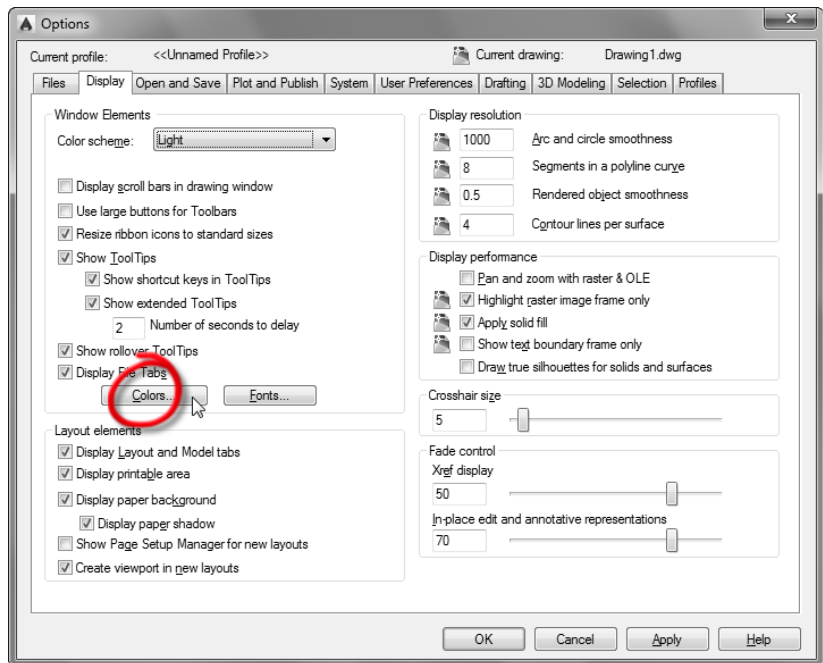 Options
Current profile: <<Unnamed Profile>> Current drawing: Drawing1.dwg
Files Display Open and Save Plot and Publish System User Preferences Drafting 3D Modeling Selection Profiles
Window Elements
Color scheme: Light
Display scroll bars in drawing window
Use large buttons for Toolbars
Resize ribbon icons to standard sizes
Show ToolTips
Show shortcut keys in ToolTips
Show extended ToolTips
2 Number of seconds to delay
Show rollover ToolTips
Display File Tabs
Colors... Fonts...
Layout elements
Display Layout and Model tabs
Display printable area
Display paper background
Display paper shadow
Show Page Setup Manager for new layouts
Create viewport in new layouts
Display resolution
1000 Arc and circle smoothness
8 Segments in a polyline curve
0.5 Rendered object smoothness
4 Contour lines per surface
Display performance
Pan and zoom with raster & OLE
Highlight raster image frame only
Apply solid fill
Show text boundary frame only
Draw true silhouettes for solids and surfaces
Crosshair size
5
Fade control
Xref display
50
In-place edit and annotative representations
70
OK Cancel Apply Help